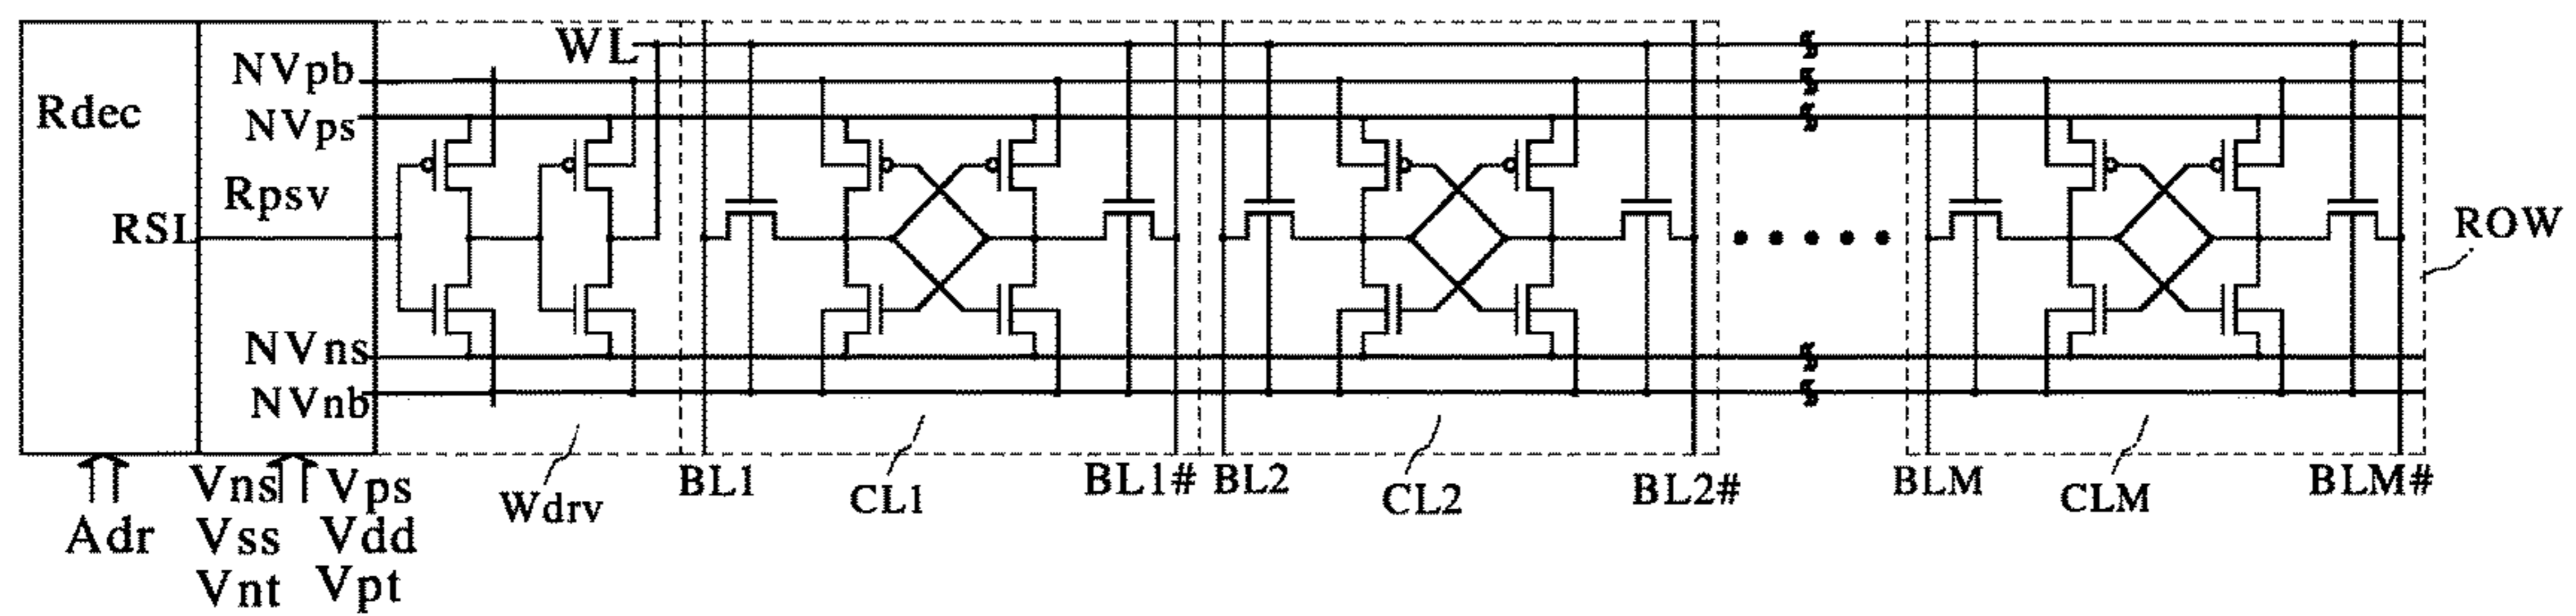 WL
NVpb
Rdec
NVps
Rpsv
RSL
ROW
NVns
NVnb
Vns Vps
BL1
CL1
BL1# BL2
CL2
BL2#
BLM
CLM
BLM#
Wdrv
Adr Vss Vdd
Vnt Vpt